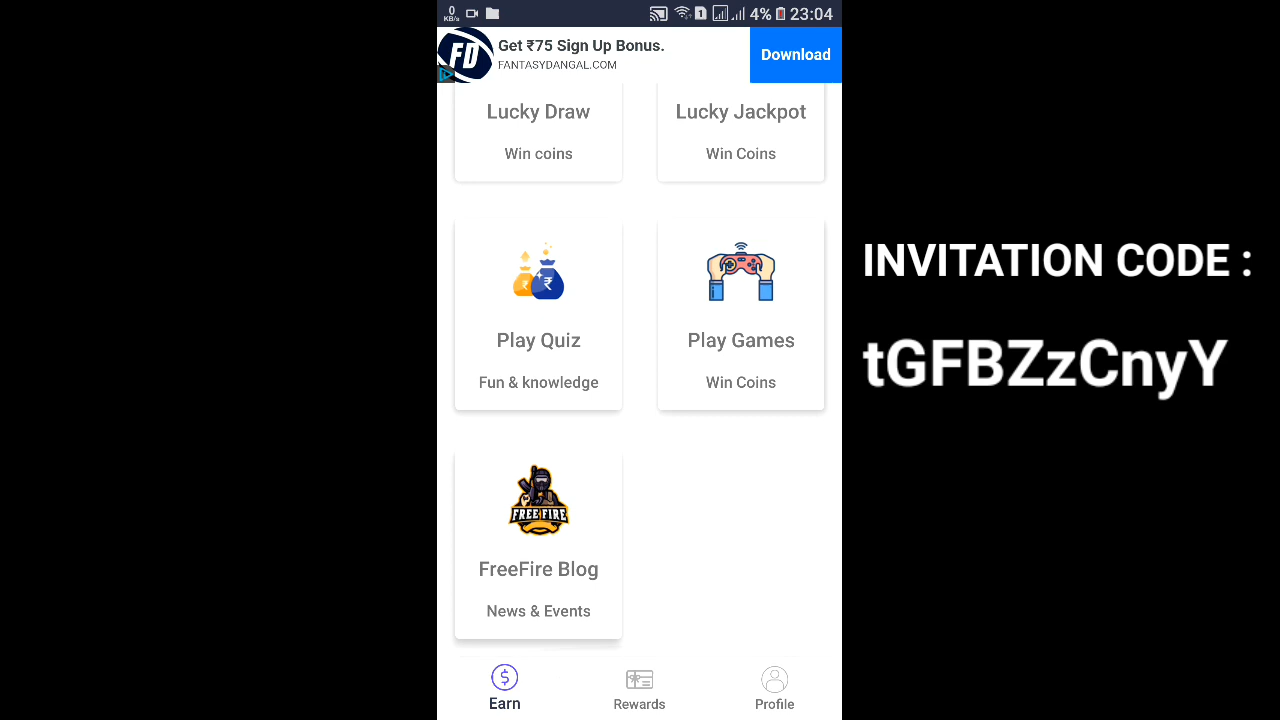 0
KB/s
1
4%
23:04
FD
Get ₹75 Sign Up Bonus.
FANTASYDANGAL.COM
Download
Lucky Draw
Win coins
Lucky Jackpot
Win Coins
₹ ₹
Play Quiz
Fun & knowledge
Play Games
Win Coins
FREE FIRE
FreeFire Blog
News & Events
$
Earn
Rewards
Profile
INVITATION CODE :
tGFBZzCnyY